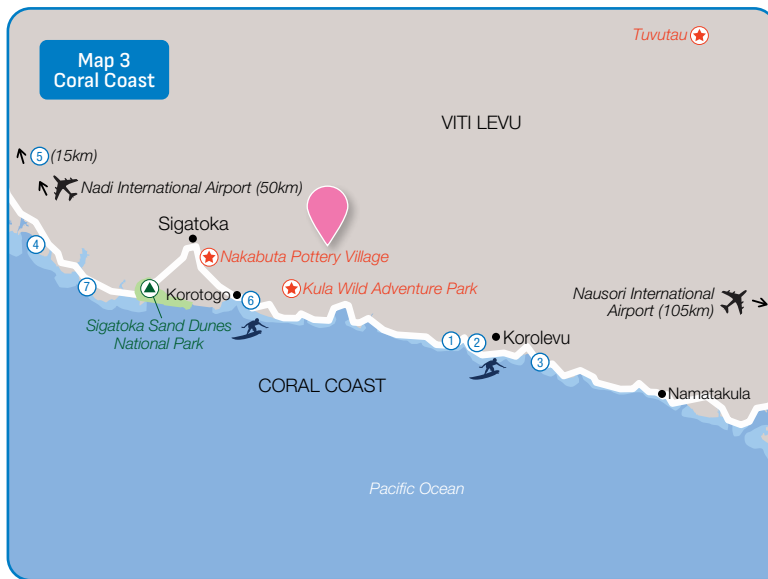 Map 3
Coral Coast
Tuvutau
VITI LEVU
5 (15km)
Nadi International Airport (50km)
Sigatoka
4
Nakabuta Pottery Village
7
Korotogo
6
Kula Wild Adventure Park
Nausori International
Airport (105km)
Sigatoka Sand Dunes
National Park
1
2
Korolevu
3
CORAL COAST
Namatakula
Pacific Ocean